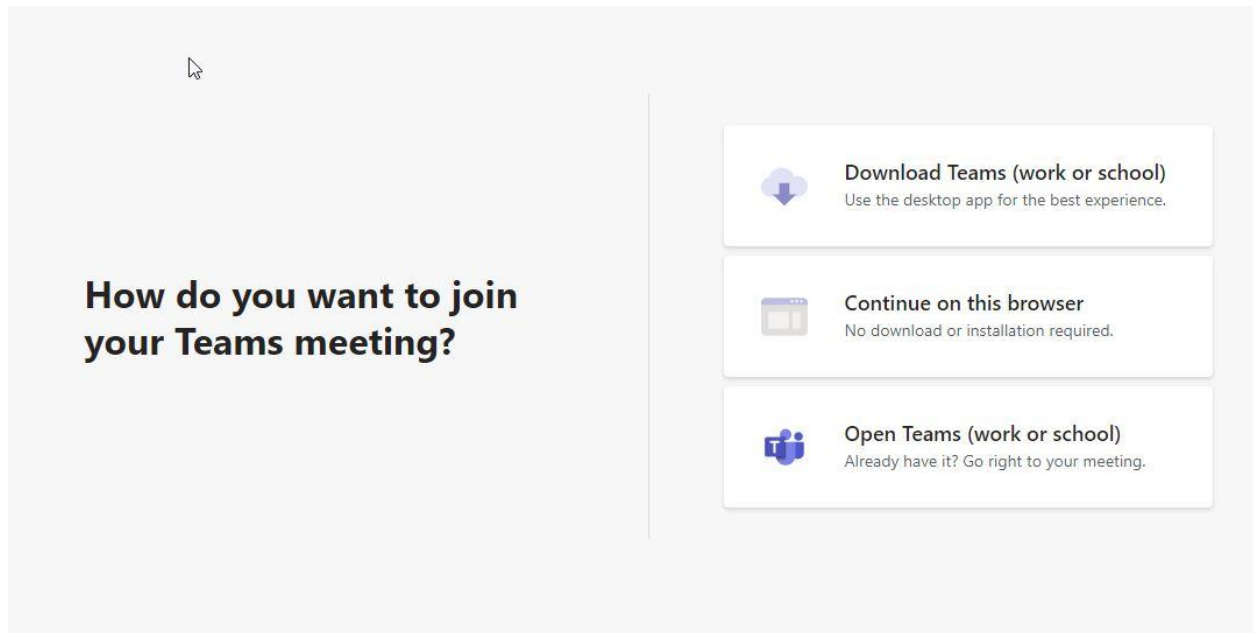 How do you want to join
your Teams meeting?
Download Teams (work or school)
Use the desktop app for the best experience.
Continue on this browser
No download or installation required.
T
Open Teams (work or school)
Already have it? Go right to your meeting.